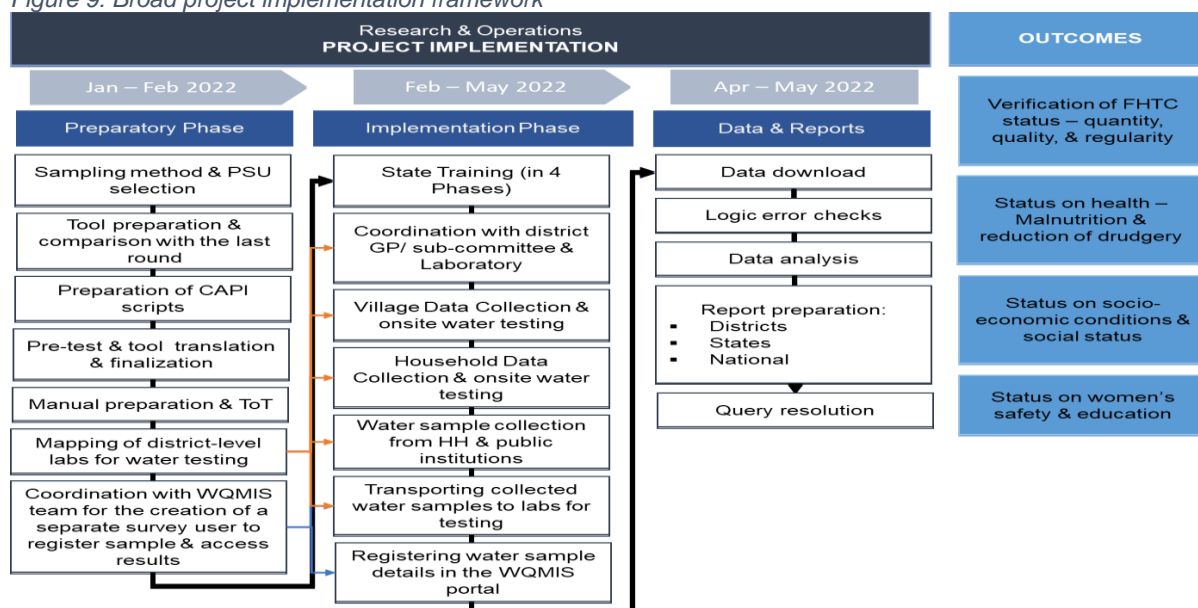 Figure 9: Broad project implementation framework
Research & Operations
PROJECT IMPLEMENTATION
OUTCOMES
Jan – Feb 2022
Feb – May 2022
Apr – May 2022
Preparatory Phase
Implementation Phase
Data & Reports
Sampling method & PSU
selection
Tool preparation &
comparison with the last
round
Preparation of CAPI
scripts
Pre-test & tool translation
& finalization
Manual preparation & ToT
Mapping of district-level
labs for water testing
Coordination with WQMIS
team for the creation of a
separate survey user to
register sample & access
results
State Training (in 4
Phases)
Coordination with district
GP/ sub-committee &
Laboratory
Village Data Collection &
onsite water testing
Household Data
Collection & onsite water
testing
Water sample collection
from HH & public
institutions
Transporting collected
water samples to labs for
testing
Registering water sample
details in the WQMIS
portal
Data download
Logic error checks
Data analysis
Report preparation:
▪ Districts
▪ States
▪ National
Query resolution
Verification of FHTC
status – quantity,
quality, & regularity
Status on health –
Malnutrition &
reduction of drudgery
Status on socio-
economic conditions &
social status
Status on women's
safety & education